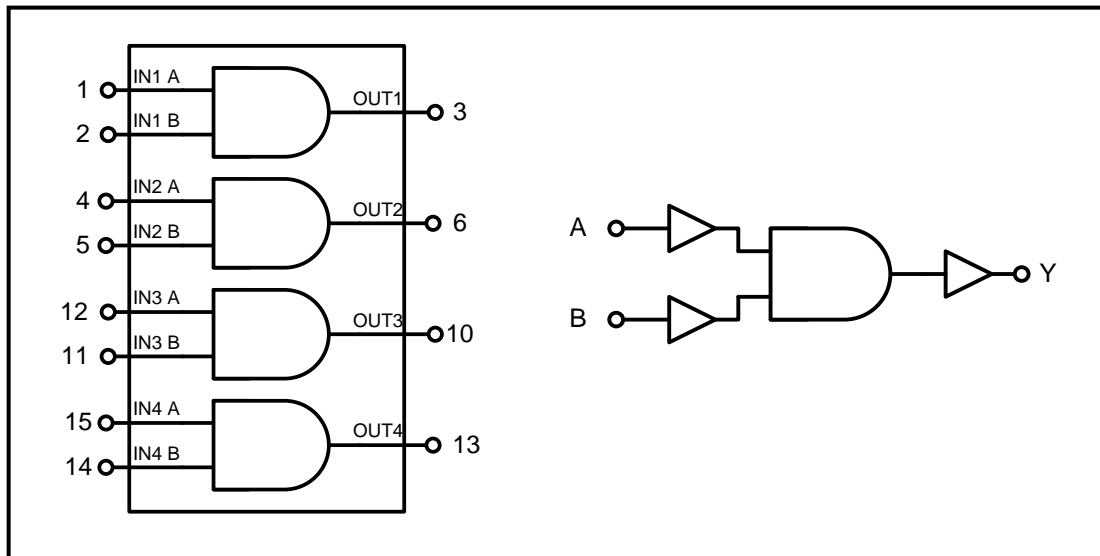 1 IN1 A
2 IN1 B
OUT1 3
4 IN2 A
5 IN2 B
OUT2 6
12 IN3 A
11 IN3 B
OUT3 10
15 IN4 A
14 IN4 B
OUT4 13
A
B
Y